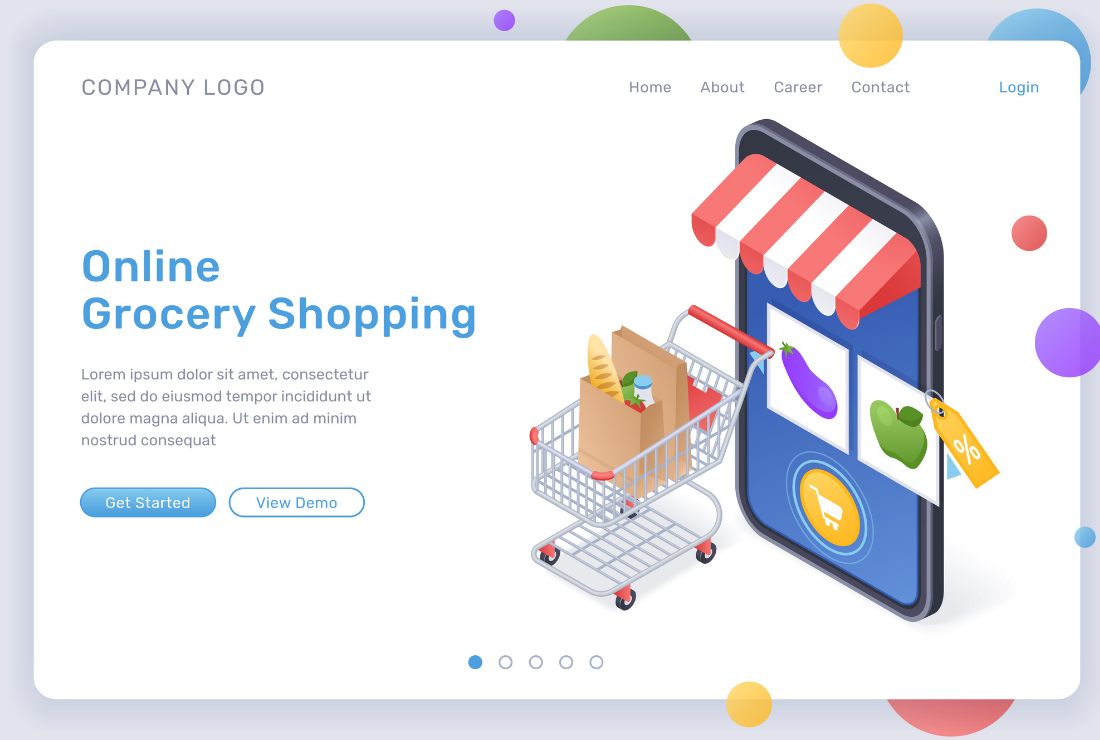 COMPANY LOGO
Home About Career Contact Login
Online
Grocery Shopping
Lorem ipsum dolor sit amet, consectetur
elit, sed do eiusmod tempor incididunt ut
dolore magna aliqua. Ut enim ad minim
nostrud consequat
Get Started View Demo
%